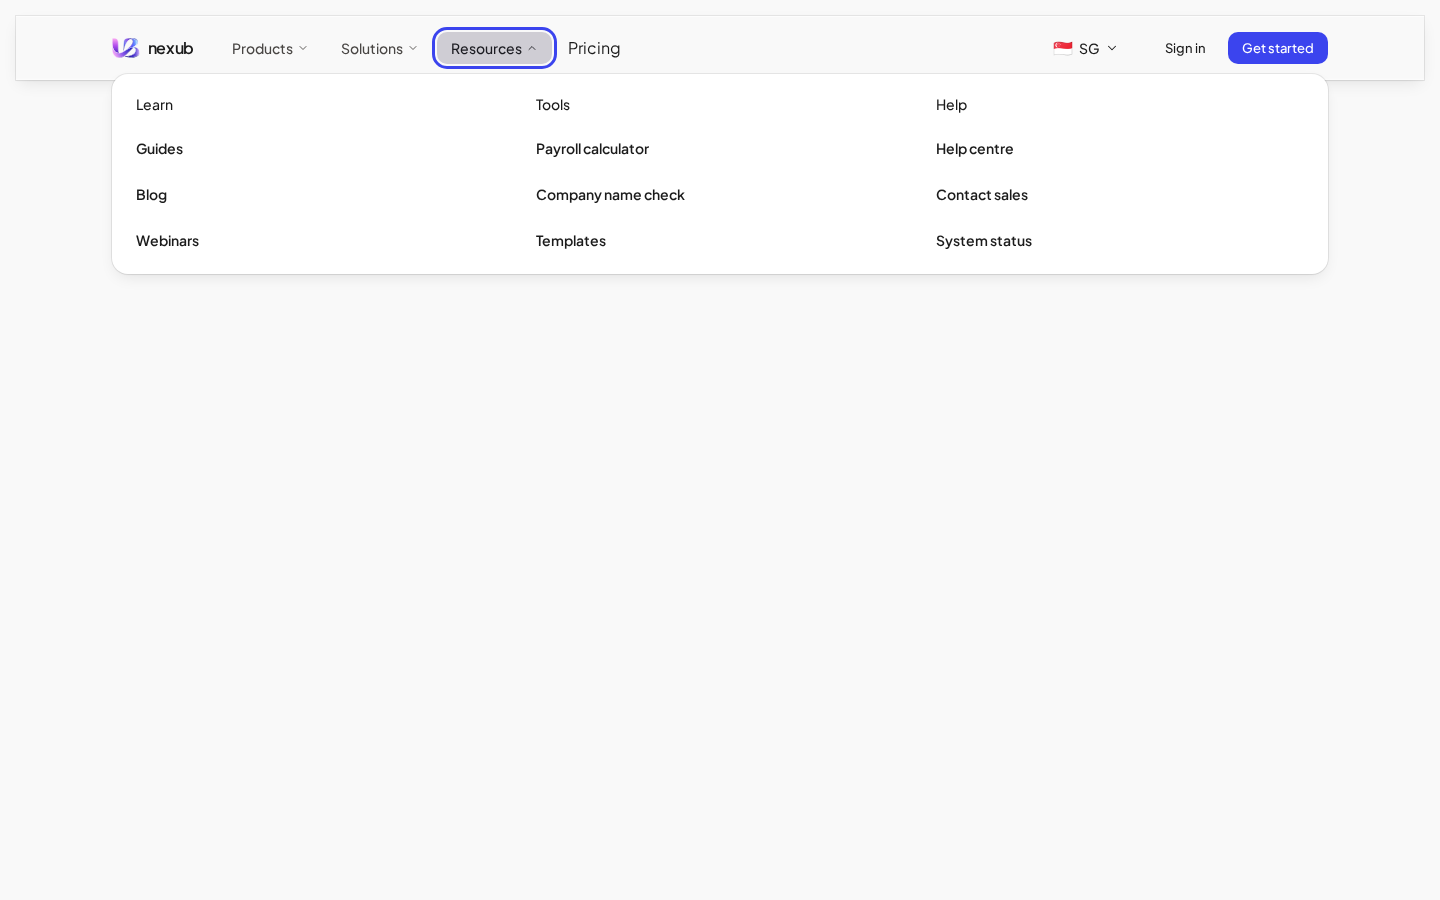 nexub
Products
Solutions
Resources
Pricing
SG
Sign in
Get started
Learn
Guides
Blog
Webinars
Tools
Payroll calculator
Company name check
Templates
Help
Help centre
Contact sales
System status